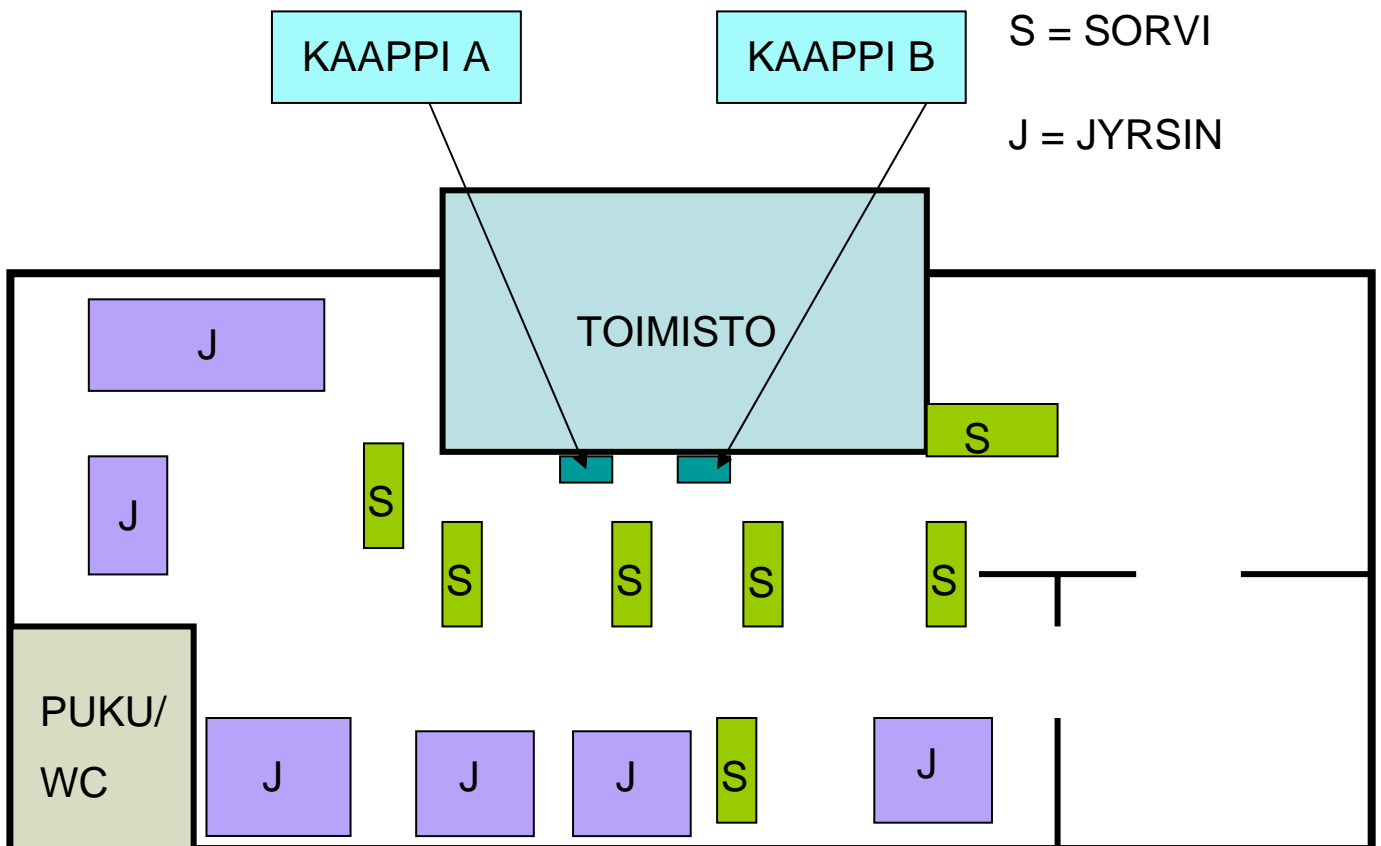 KAAPPI A
KAAPPI B
S = SORVI
J = JYRSIN
TOIMISTO
J
S
J
S
S
S
S
S
PUKU/
WC
J
J
J
S
J